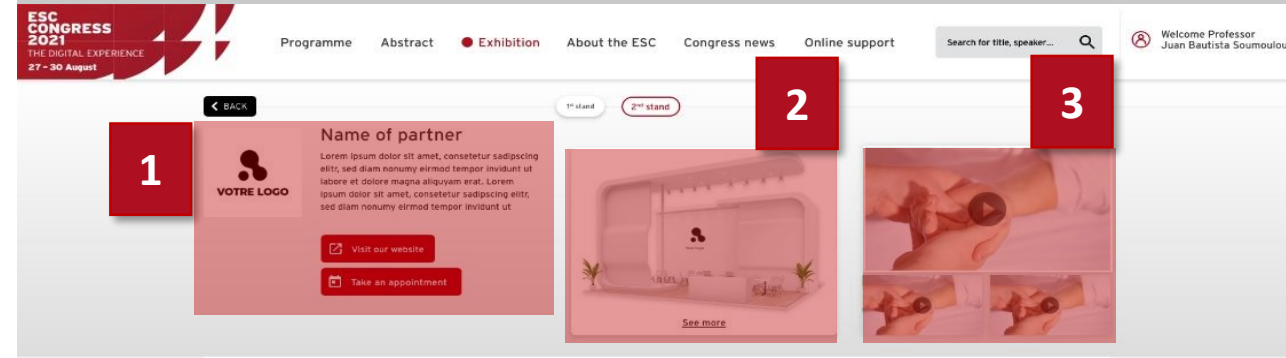 ESC
CONGRESS
2021
THE DIGITAL EXPERIENCE
27 – 30 August
Programme Abstract Exhibition About the ESC Congress news Online support
Search for title, speaker...
Welcome Professor
Juan Bautista Soumoulou
BACK
1st stand 2nd stand
1
2
3
VOTRE LOGO
Name of partner
Lorem ipsum dolor sit amet, consetetur sadipscing
elitr, sed diam nonumy eirmod tempor invidunt ut
labore et dolore magna aliquyam erat. Lorem
ipsum dolor sit amet, consetetur sadipscing elitr,
sed diam nonumy eirmod tempor invidunt ut
Visit our website
Take an appointment
See more